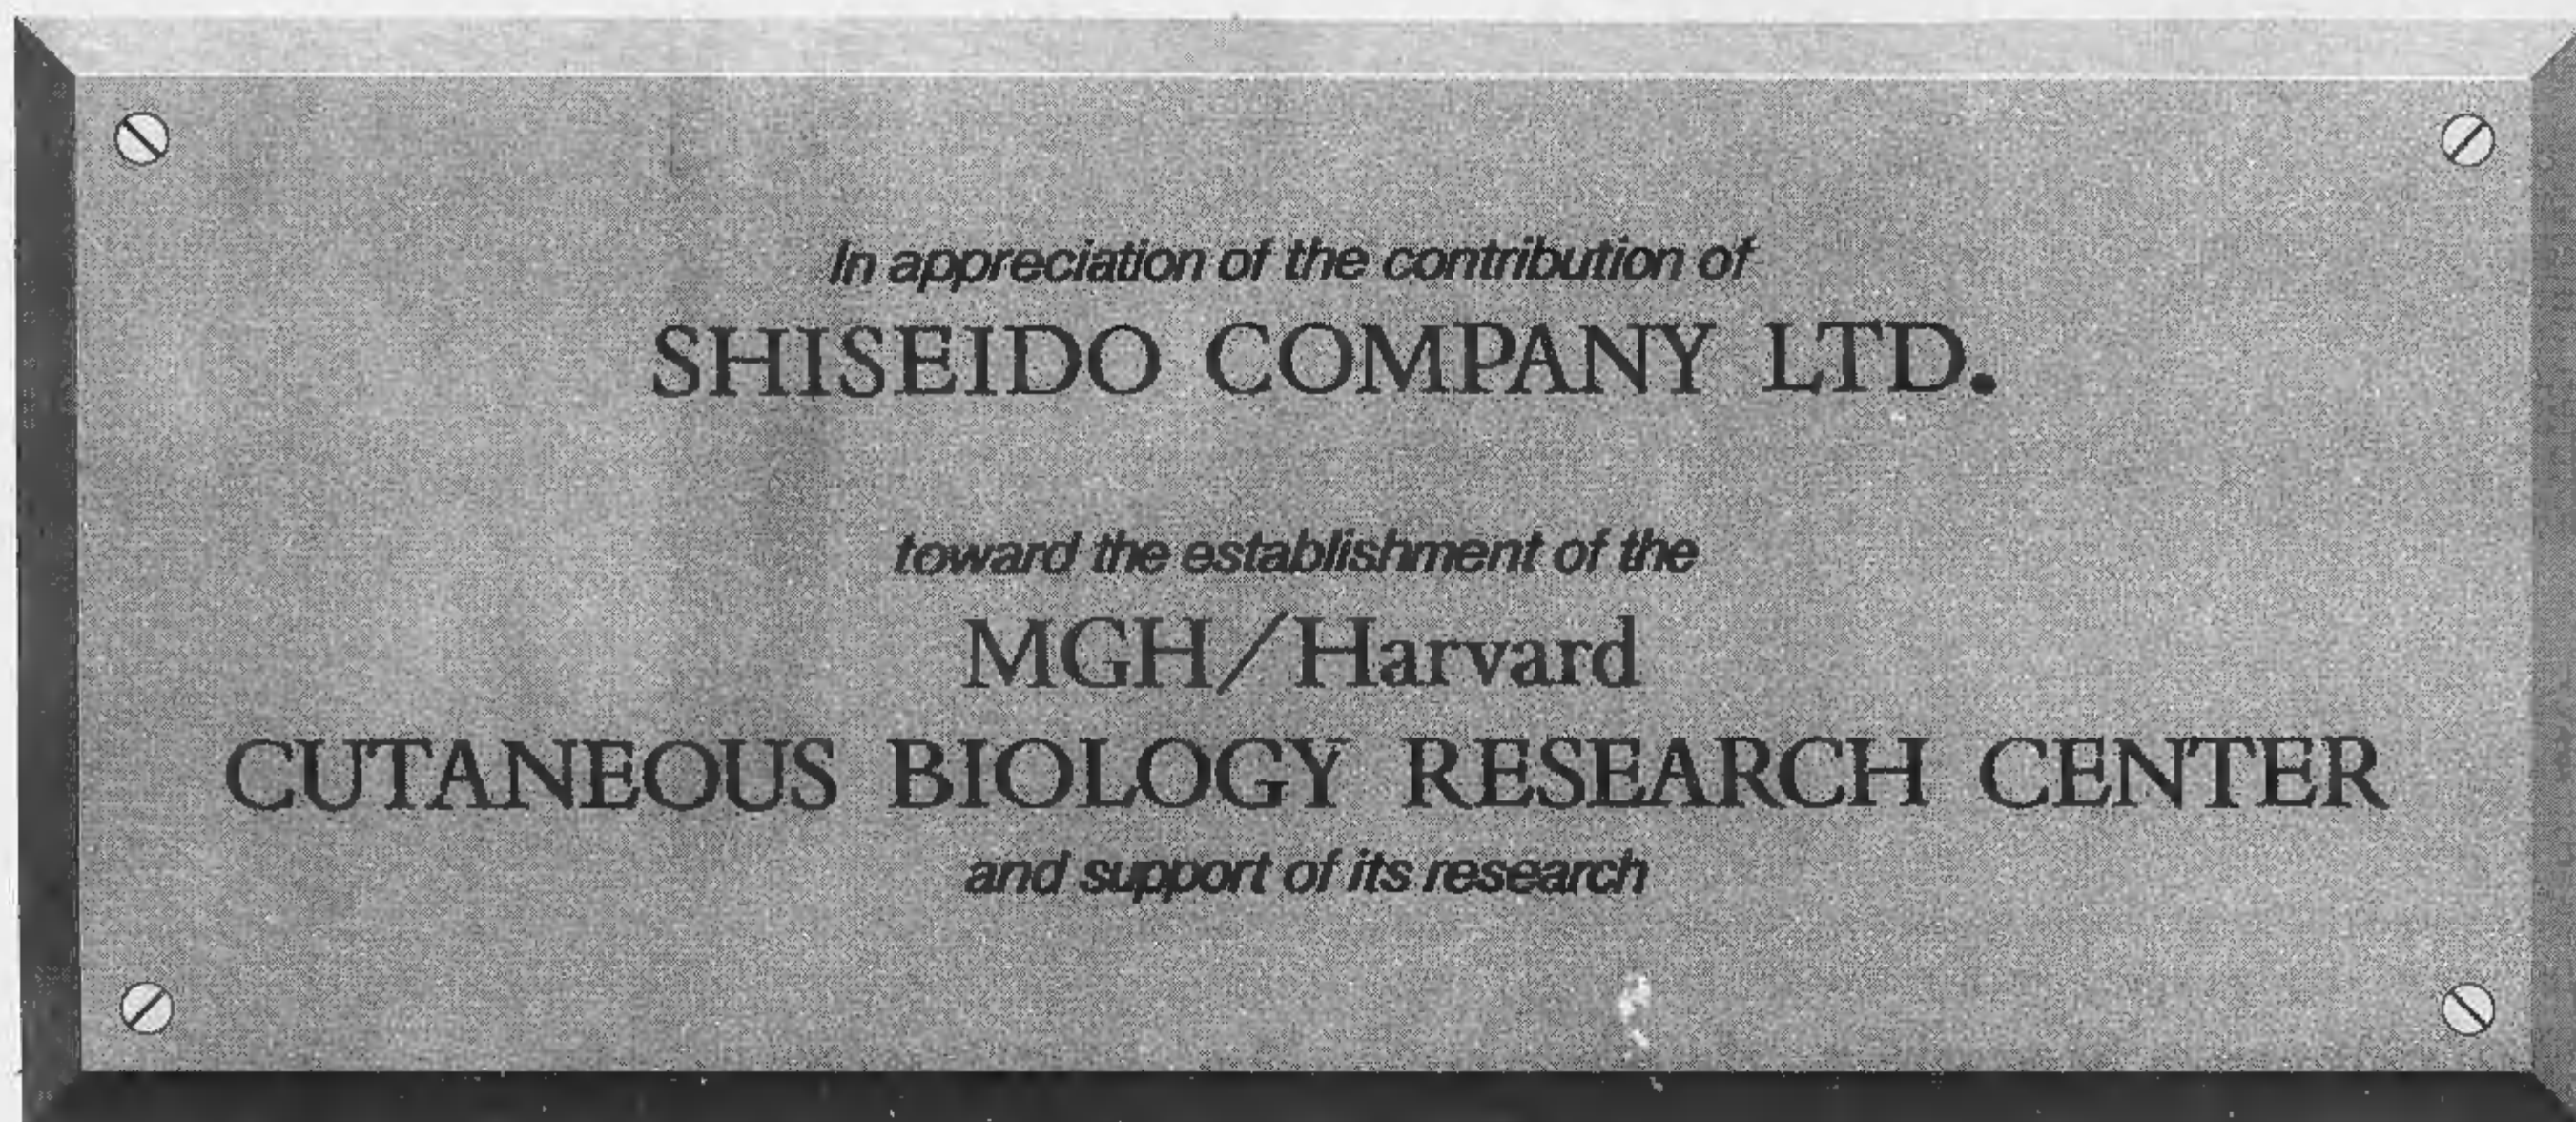 In appreciation of the contribution of
SHISEIDO COMPANY LTD.
toward the establishment of the
MGH/Harvard
CUTANEOUS BIOLOGY RESEARCH CENTER
and support of its research